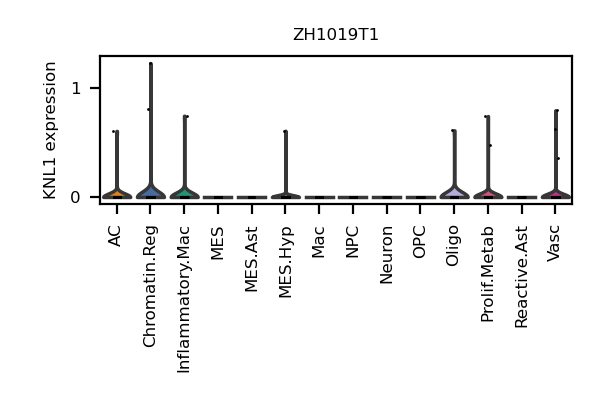 ZH1019T1
KNL1 expression
1
0
AC
Chromatin.Reg
Inflammatory.Mac
MES
MES.Ast
MES.Hyp
Mac
NPC
Neuron
OPC
Oligo
Prolif.Metab
Reactive.Ast
Vasc